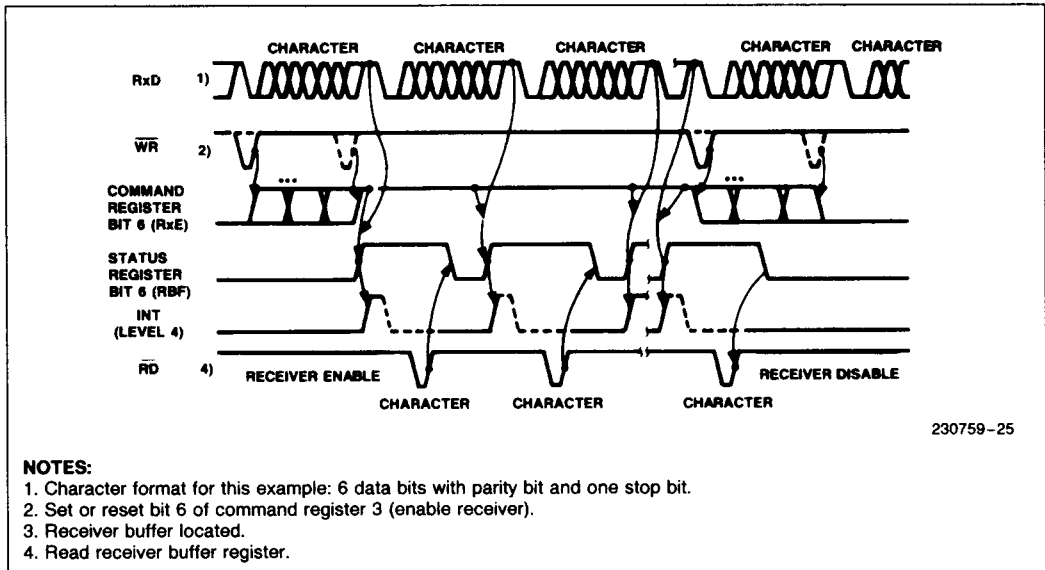 CHARACTER CHARACTER CHARACTER CHARACTER CHARACTER
RxD 1)
WR 2)
...
...
COMMAND
REGISTER
BIT 6 (RxE)
STATUS
REGISTER
BIT 6 (RBF)
INT
(LEVEL 4)
RD 4)
RECEIVER ENABLE
RECEIVER DISABLE
CHARACTER CHARACTER CHARACTER
230759-25
NOTES:
1. Character format for this example: 6 data bits with parity bit and one stop bit.
2. Set or reset bit 6 of command register 3 (enable receiver).
3. Receiver buffer located.
4. Read receiver buffer register.